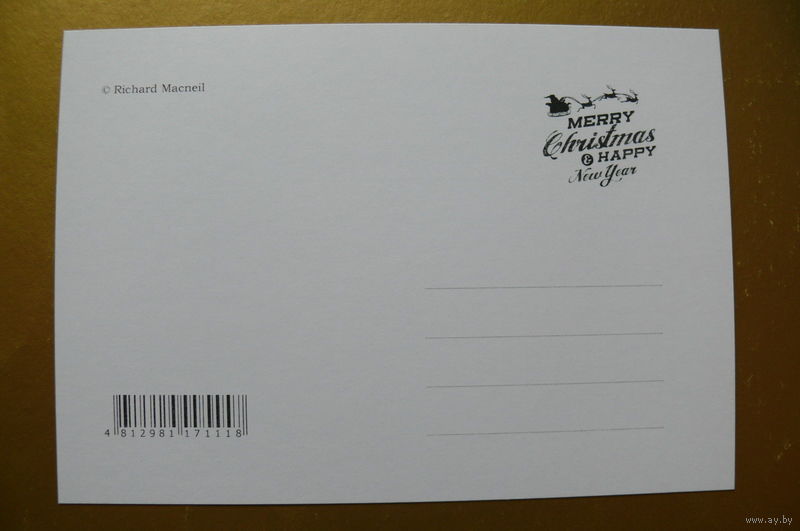 © Richard Macneil
MERRY
Christmas
& HAPPY
New Year
4 812981 171118
www.ay.by